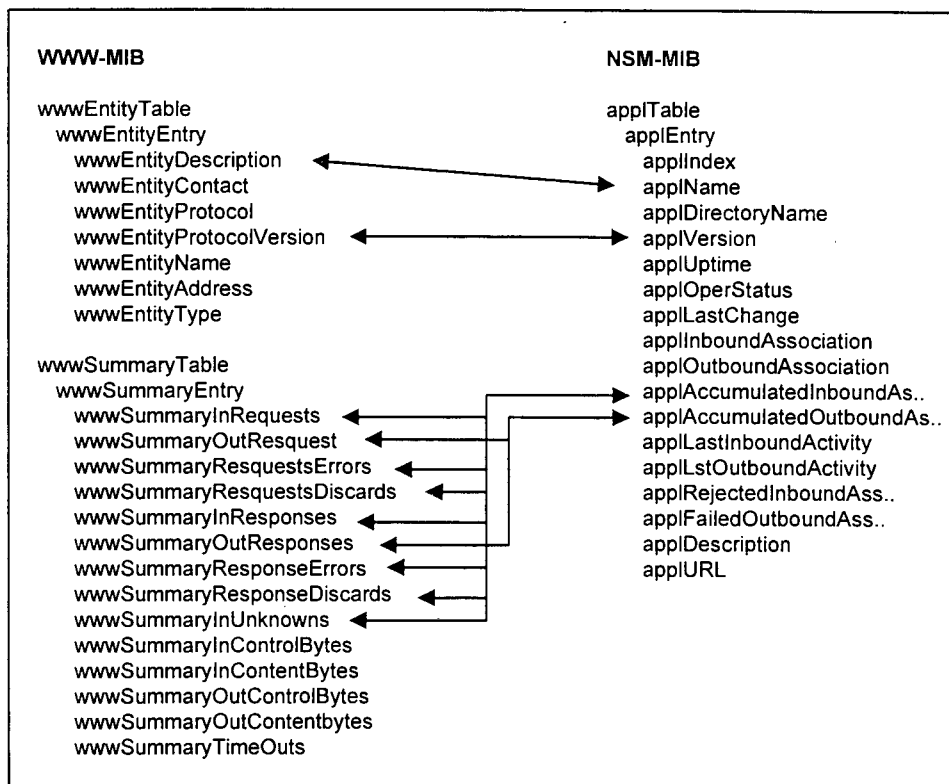 WWW-MIB
wwwEntityTable
wwwEntityEntry
wwwEntityDescription
wwwEntityContact
wwwEntityProtocol
wwwEntityProtocolVersion
wwwEntityName
wwwEntityAddress
wwwEntityType
wwwSummaryTable
wwwSummaryEntry
wwwSummaryInRequests
wwwSummaryOutResquest
wwwSummaryResquestsErrors
wwwSummaryResquestsDiscards
wwwSummaryInResponses
wwwSummaryOutResponses
wwwSummaryResponseErrors
wwwSummaryResponseDiscards
wwwSummaryInUnknowns
wwwSummaryInControlBytes
wwwSummaryInContentBytes
wwwSummaryOutControlBytes
wwwSummaryOutContentbytes
wwwSummaryTimeOuts
NSM-MIB
applTable
applEntry
applIndex
applName
applDirectoryName
applVersion
applUptime
applOperStatus
applLastChange
applInboundAssociation
applOutboundAssociation
applAccumulatedInboundAs..
applAccumulatedOutboundAs..
applLastInboundActivity
applLstOutboundActivity
applRejectedInboundAss..
applFailedOutboundAss..
applDescription
applURL